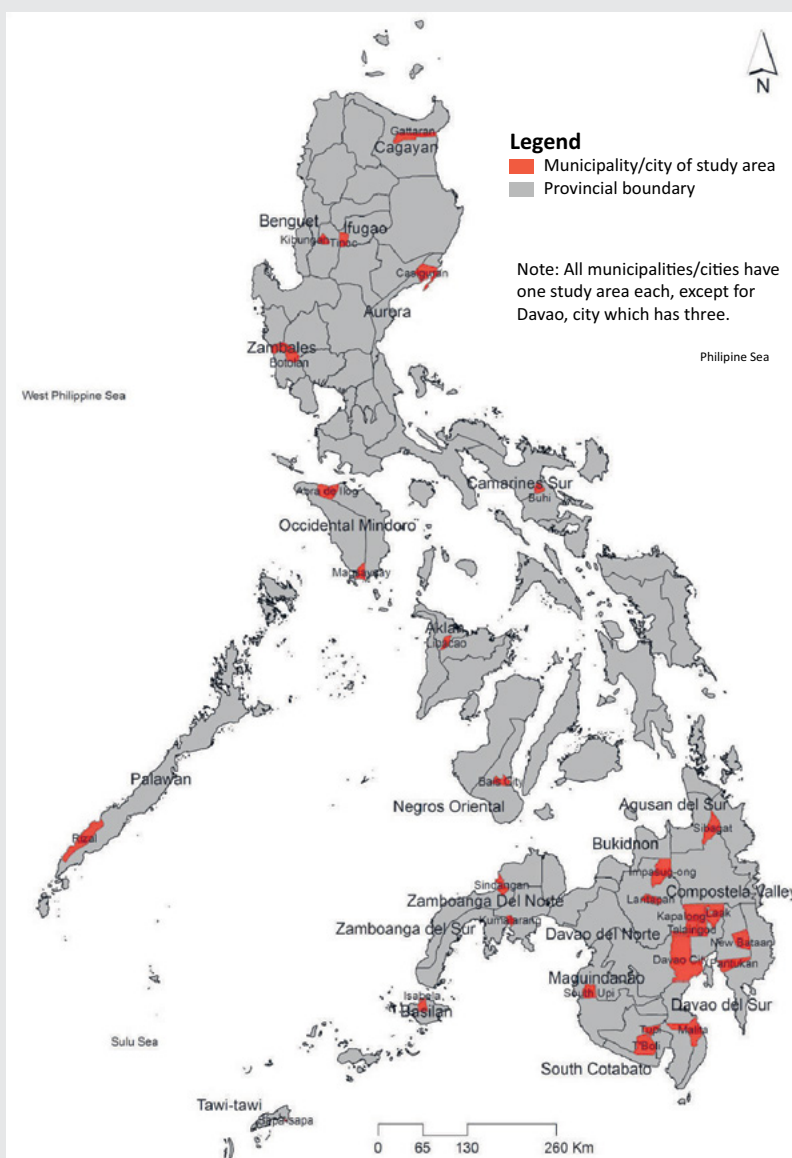 N
Gattaran
Cagayan
Legend
Municipality/city of study area
Provincial boundary
Benguet
Ifugao
Kibungan
Tinoc
Note: All municipalities/cities have
one study area each, except for
Davao, city which has three.
Casiguran
Aurora
Zambales
Botolan
Philipine Sea
West Philippine Sea
Camarines Sur
Buhi
Abra de Ilog
Occidental Mindoro
Magsaysay
Aklan
Libacao
Palawan
Bais City
Negros Oriental
Rizal
Agusan del Sur
Sibagat
Bukidnon
Impasug-ong
Sindangan
Zamboanga Del Norte
Lantapan
Compostela Valley
Kapalong
Laak
Kumalarang
Zamboanga del Sur
Davao del Norte
Talaingod
New Bataan
Davao City
Pantukan
Maguindanao
South Upi
Isabela
Basilan
Davao del Sur
Sulu Sea
Tupi
Malita
T'Boli
South Cotabato
Tawi-tawi
Sapa-sapa
0 65 130 260 Km